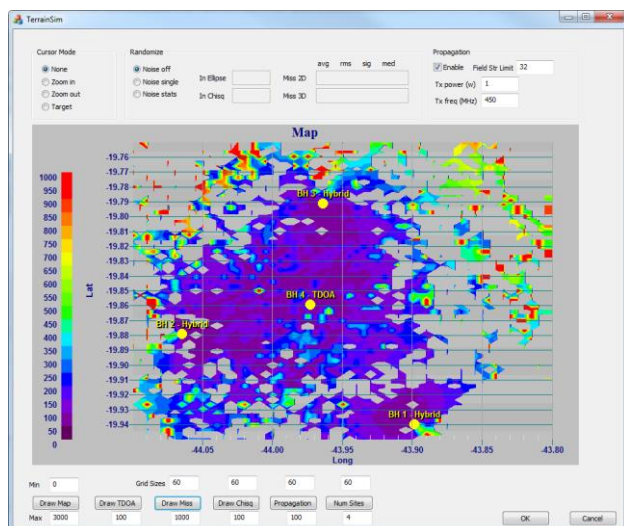 TerrainSim
Cursor Mode
None
Zoom in
Zoom out
Target
Randomize
Noise off
Noise single
Noise stats
In Ellipse
In Chisq
avg rms sig med
Miss 2D
Miss 3D
Propagation
Enable Field Str Limit 32
Tx power (w) 1
Tx freq (MHz) 450
Map
1000
950
900
850
800
750
700
650
600
550
500
450
400
350
300
250
200
150
100
50
0
Lat
-19.76
-19.77
-19.78
-19.79
-19.80
-19.81
-19.82
-19.83
-19.84
-19.85
-19.86
-19.87
-19.88
-19.89
-19.90
-19.91
-19.92
-19.93
-19.94
BH 3 - Hybrid
BH 4 - TDOA
BH 2 - Hybrid
BH 1 - Hybrid
-44.05 -44.00 -43.95 -43.90 -43.85 -43.80
Long
Min 0 Grid Sizes 60 60 60 60
Draw Map Draw TDOA Draw Miss Draw Chisq Propagation Num Sites
Max 3000 100 1000 100 100 4
OK Cancel